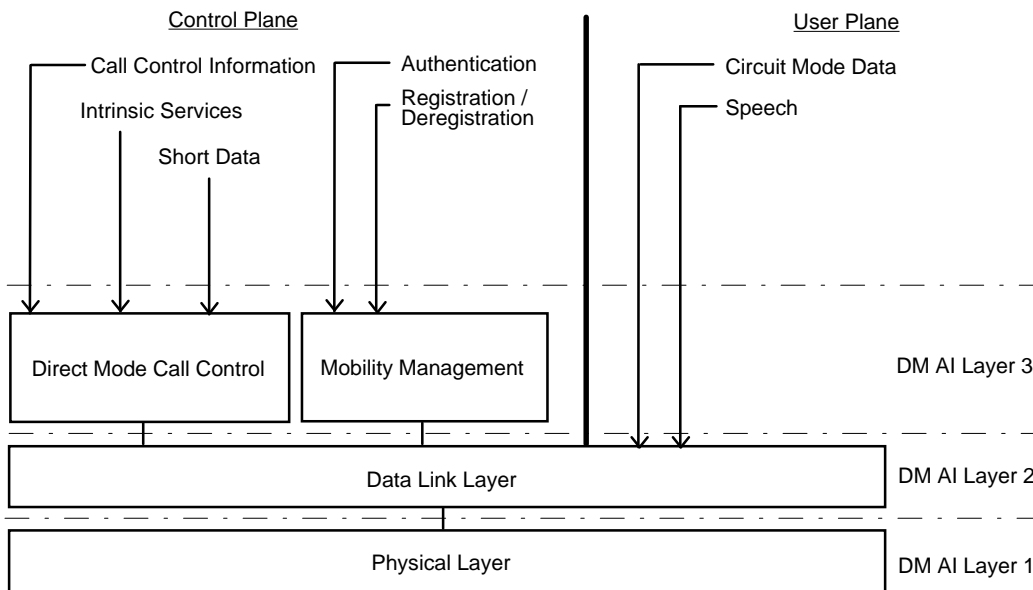 Control Plane
User Plane
Call Control Information
Authentication
Circuit Mode Data
Intrinsic Services
Registration /
Deregistration
Speech
Short Data
Direct Mode Call Control
Mobility Management
DM AI Layer 3
Data Link Layer
DM AI Layer 2
Physical Layer
DM AI Layer 1